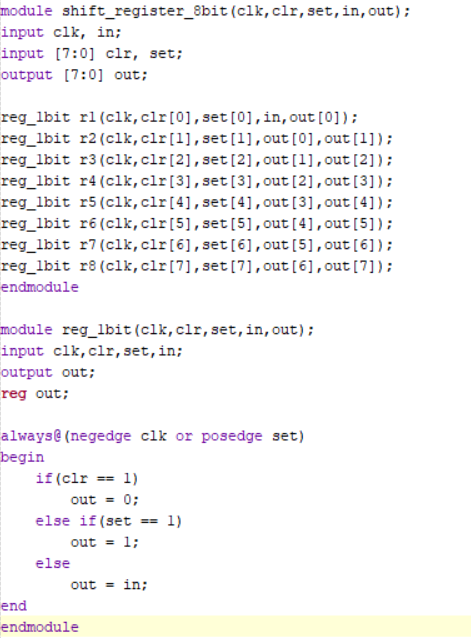 module shift_register_8bit(clk,clr,set,in,out);
input clk, in;
input [7:0] clr, set;
output [7:0] out;

reg_1bit r1(clk,clr[0],set[0],in,out[0]);
reg_1bit r2(clk,clr[1],set[1],out[0],out[1]);
reg_1bit r3(clk,clr[2],set[2],out[1],out[2]);
reg_1bit r4(clk,clr[3],set[3],out[2],out[3]);
reg_1bit r5(clk,clr[4],set[4],out[3],out[4]);
reg_1bit r6(clk,clr[5],set[5],out[4],out[5]);
reg_1bit r7(clk,clr[6],set[6],out[5],out[6]);
reg_1bit r8(clk,clr[7],set[7],out[6],out[7]);
endmodule

module reg_1bit(clk,clr,set,in,out);
input clk,clr,set,in;
output out;
reg out;

always@(negedge clk or posedge set)
begin
    if(clr == 1)
        out = 0;
    else if(set == 1)
        out = 1;
    else
        out = in;
end
endmodule